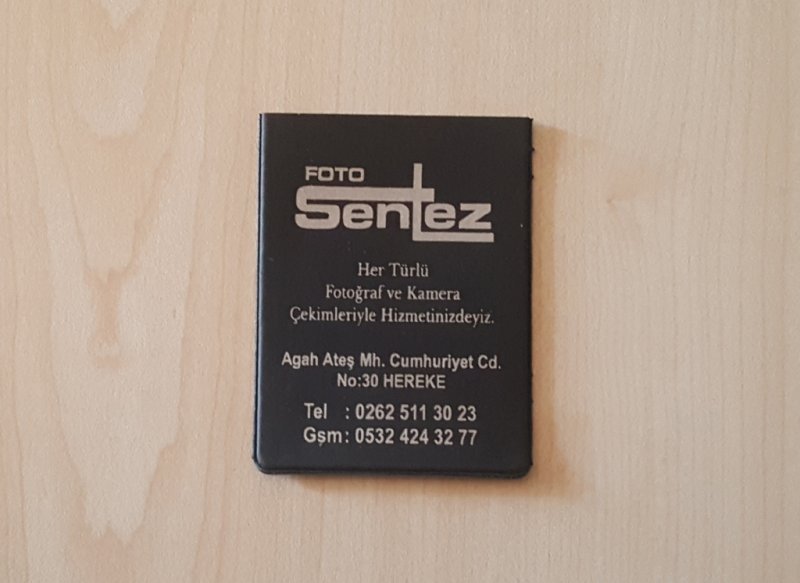 FOTO
Sentez
Her Türlü
Fotoğraf ve Kamera
Çekimleriyle Hizmetinizdeyiz.
Agah Ateş Mh. Cumhuriyet Cd.
No:30 HEREKE
Tel : 0262 511 30 23
Gşm: 0532 424 32 77